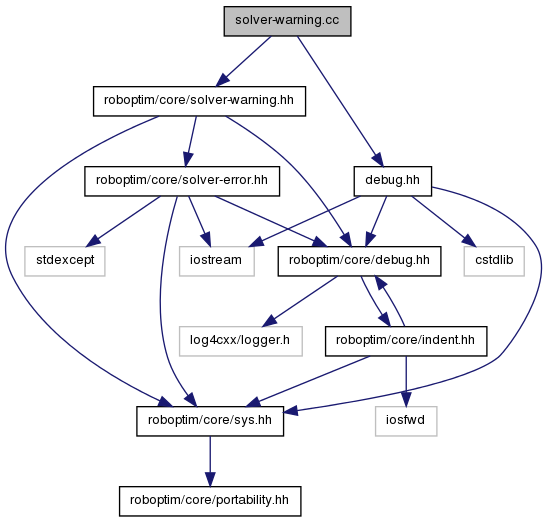 solver-warning.cc
roboptim/core/solver-warning.hh
roboptim/core/solver-error.hh
debug.hh
stdexcept
iostream
roboptim/core/debug.hh
cstdlib
log4cxx/logger.h
roboptim/core/indent.hh
roboptim/core/sys.hh
iosfwd
roboptim/core/portability.hh